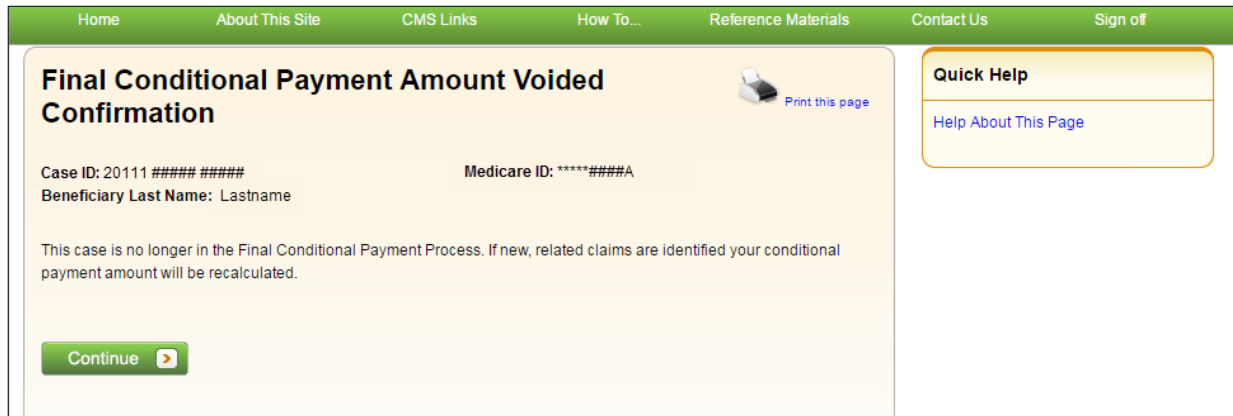 Home About This Site CMS Links How To... Reference Materials Contact Us Sign off
Final Conditional Payment Amount Voided
Confirmation
Print this page
Case ID: 20111 ##### ##### Medicare ID: *****####A
Beneficiary Last Name: Lastname
This case is no longer in the Final Conditional Payment Process. If new, related claims are identified your conditional
payment amount will be recalculated.
Continue
Quick Help
Help About This Page